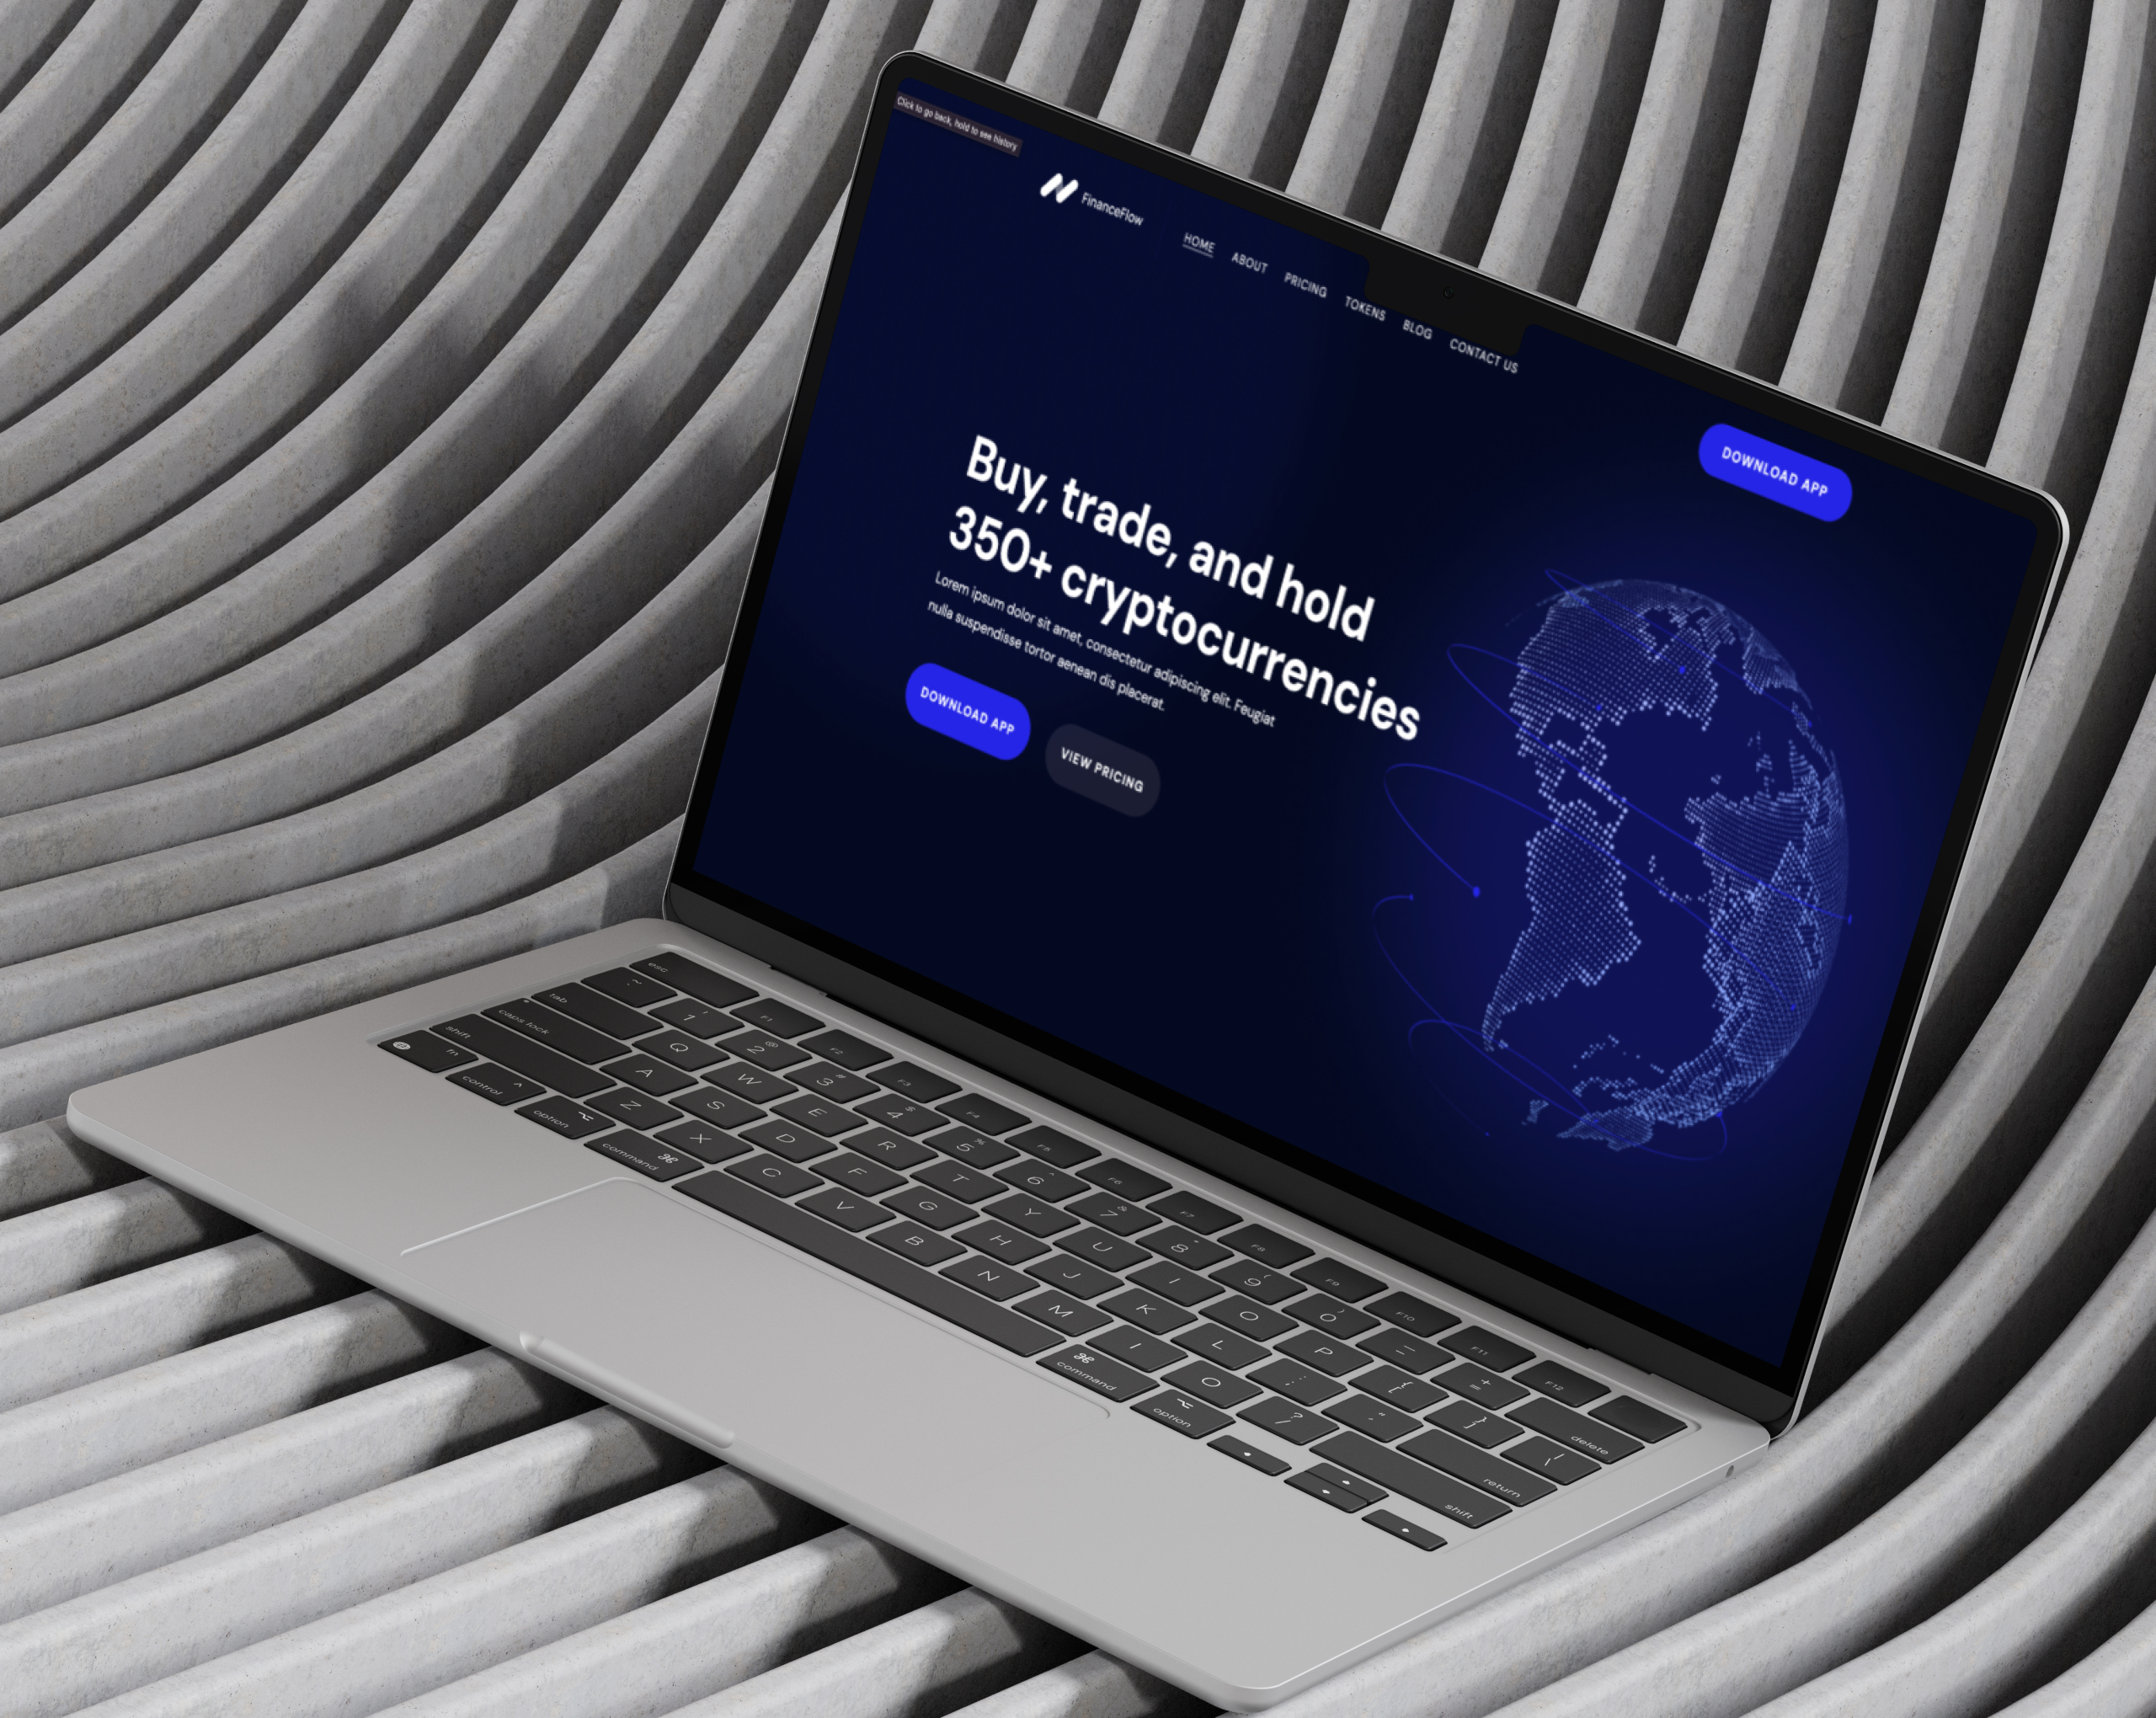 Click to go back, hold to see history
FinanceFlow
HOME ABOUT PRICING TOKENS BLOG CONTACT US
DOWNLOAD APP
Buy, trade, and hold
350+ cryptocurrencies
Lorem ipsum dolor sit amet, consectetur adipiscing elit. Feugiat
nulla suspendisse tortor aenean dis placerat.
DOWNLOAD APP VIEW PRICING
esc F1 F2 F3 F4 F5 F6 F7 F8 F9 F10 F11 F12
~ 1 2 3 4 5 6 7 8 9 0 - = + delete
tab Q W E R T Y U I O P [ { ] } \
caps lock A S D F G H J K L ; : ' " return
shift Z X C V B N M I O ? / shift
fn control option command command option